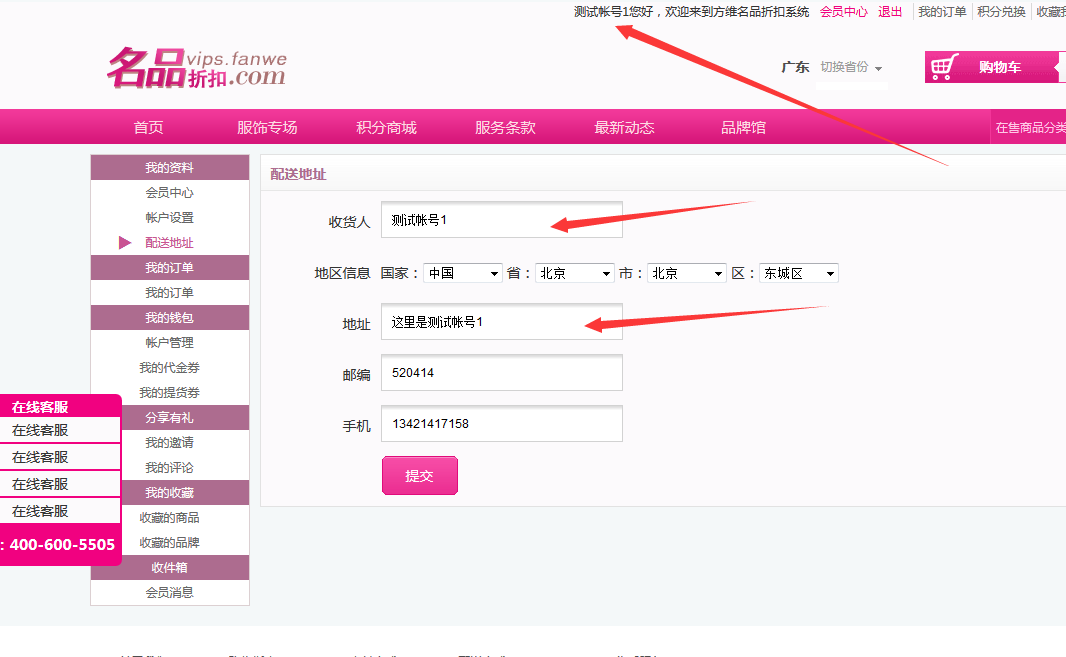 测试帐号1您好，欢迎来到方维名品折扣系统 会员中心 退出 我的订单 积分兑换 收藏我
名品折扣 vips.fanwe .com
广东 切换省份 购物车
首页 服饰专场 积分商城 服务条款 最新动态 品牌馆 在售商品分类
我的资料
会员中心
帐户设置
配送地址
我的订单
我的订单
我的钱包
帐户管理
我的代金券
我的提货券
分享有礼
我的邀请
我的评论
我的收藏
收藏的商品
收藏的品牌
收件箱
会员消息
在线客服
在线客服
在线客服
在线客服
在线客服
: 400-600-5505
配送地址
收货人 测试帐号1
地区信息 国家： 中国 省： 北京 市： 北京 区： 东城区
地址 这里是测试帐号1
邮编 520414
手机 13421417158
提交